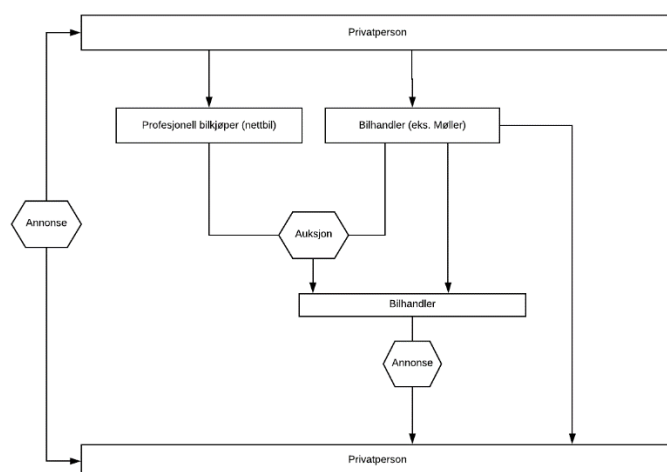 Privatperson
Profesjonell bilkjøper (nettbil)
Bilhandler (eks. Møller)
Annonse
Auksjon
Bilhandler
Annonse
Privatperson